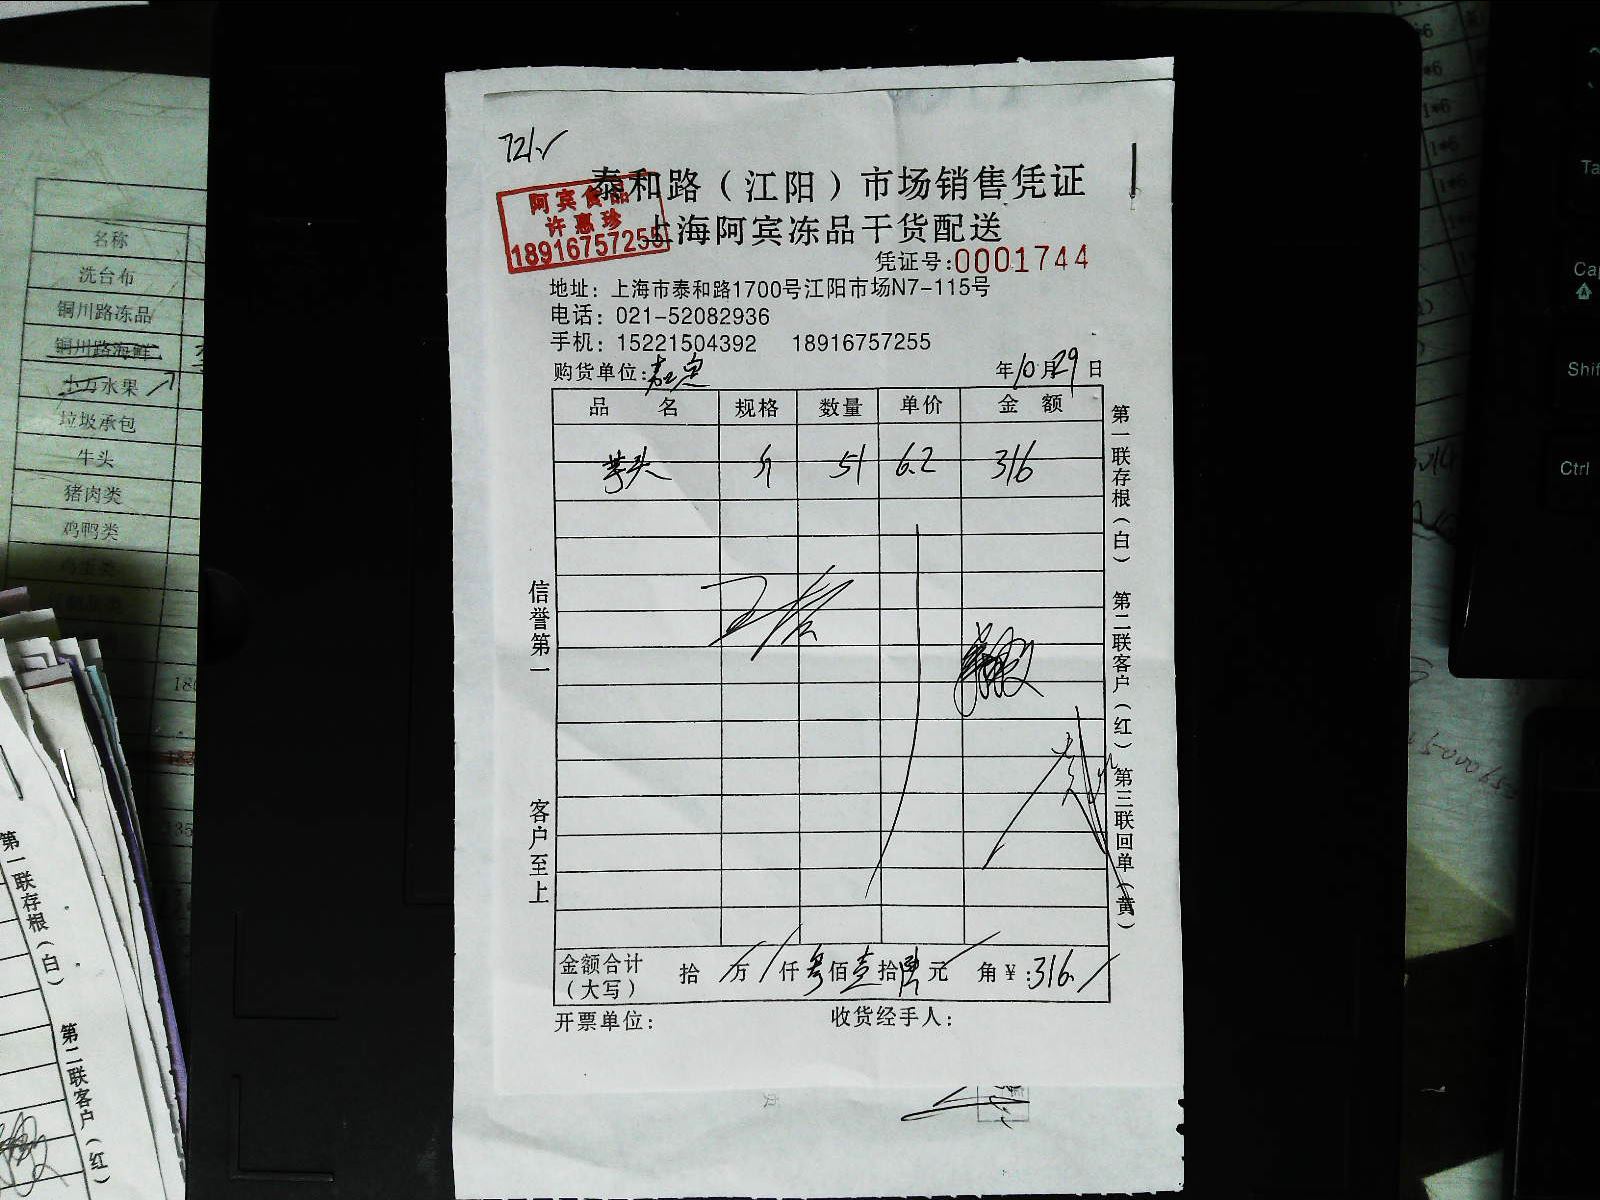 721
泰和路（江阳）市场销售凭证
阿宾食品
许惠珍
18916757255
上海阿宾冻品干货配送
凭证号:0001744
地址：上海市泰和路1700号江阳市场N7-115号
电话：021-52082936
手机：15221504392 18916757255
购货单位: 年10月29日
品 名 规格 数量 单价 金 额
芋头 斤 51 6.2 316
信誉第一
客户至上
第一联存根（白） 第二联客户（红） 第三联回单（黄）
金额合计（大写） 拾 万 仟 叁佰壹拾陆元 角￥:316.
开票单位: 收货经手人:
名称
洗台布
铜川路冻品
铜川路海鲜
水果
垃圾承包
牛头
猪肉类
鸡鸭类
第一联存根（白）
第二联客户（红）
Ctrl